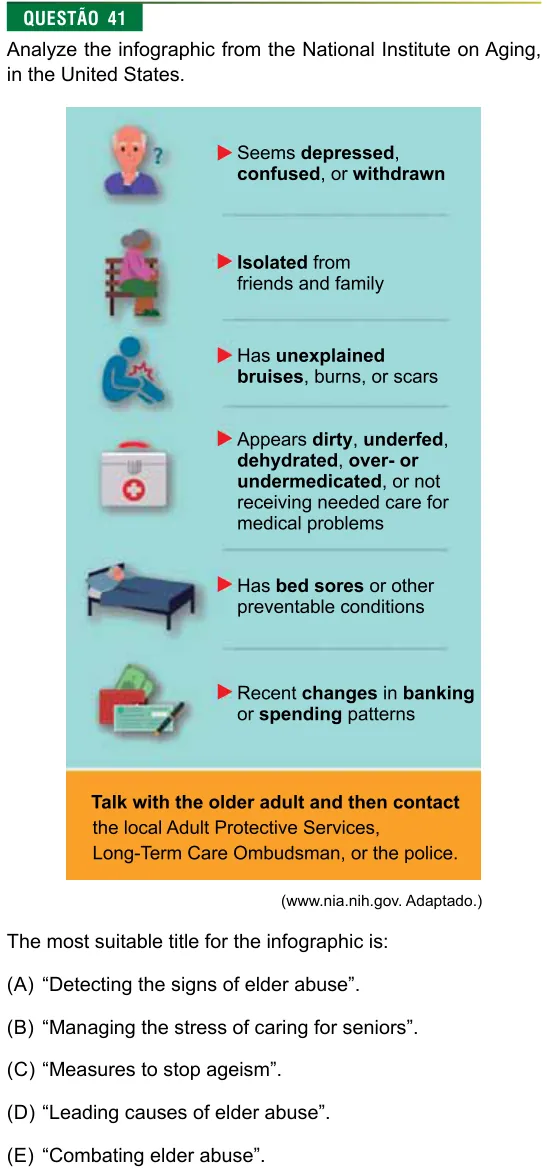 QUESTÃO 41
Analyze the infographic from the National Institute on Aging,
in the United States.
?
Seems depressed,
confused, or withdrawn
Isolated from
friends and family
Has unexplained
bruises, burns, or scars
Appears dirty, underfed,
dehydrated, over- or
undermedicated, or not
receiving needed care for
medical problems
Has bed sores or other
preventable conditions
Recent changes in banking
or spending patterns
Talk with the older adult and then contact
the local Adult Protective Services,
Long-Term Care Ombudsman, or the police.
(www.nia.nih.gov. Adaptado.)
The most suitable title for the infographic is:
(A) “Detecting the signs of elder abuse”.
(B) “Managing the stress of caring for seniors”.
(C) “Measures to stop ageism”.
(D) “Leading causes of elder abuse”.
(E) “Combating elder abuse”.